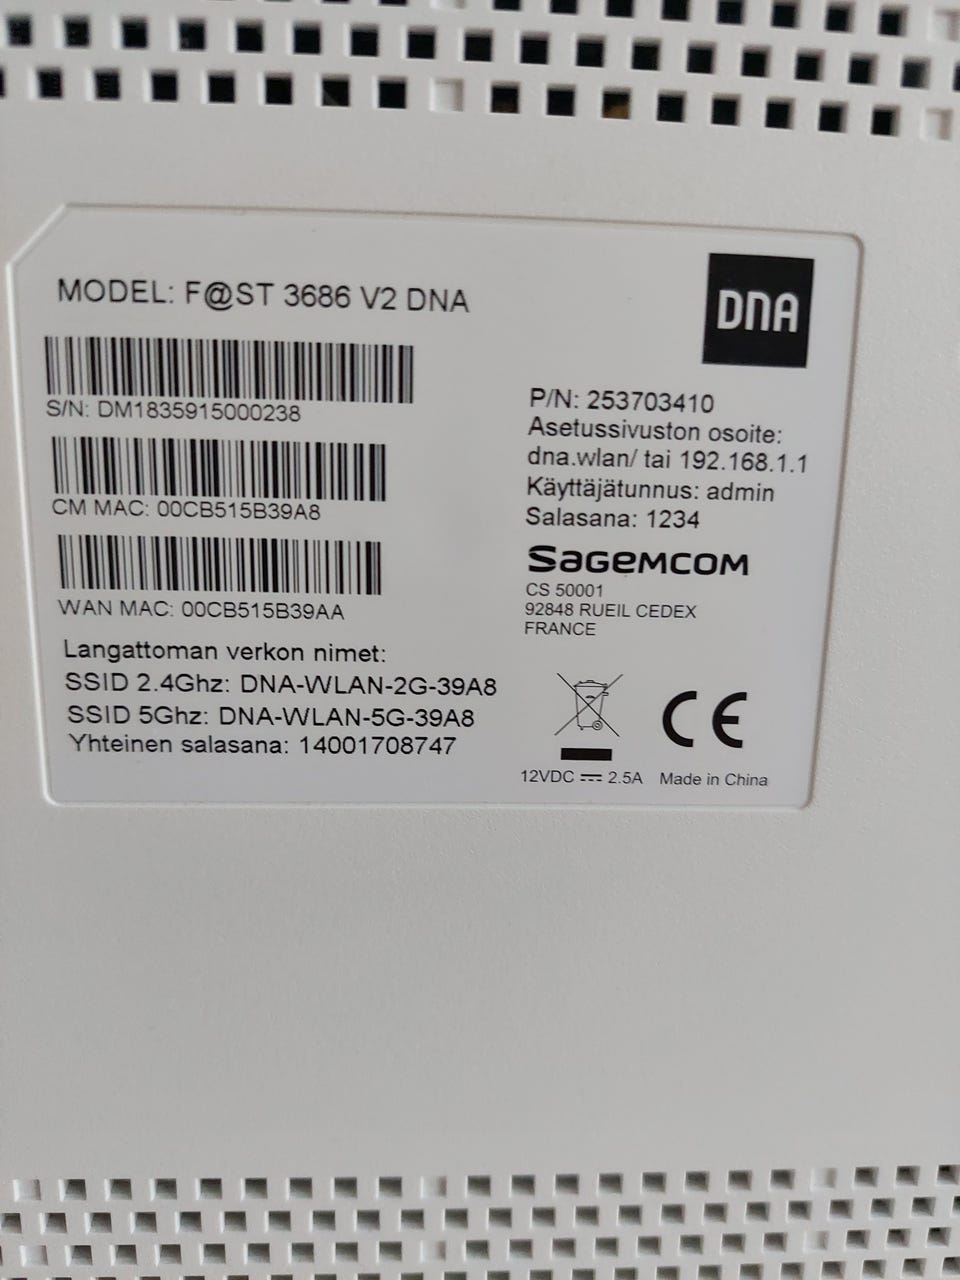 MODEL: F@ST 3686 V2 DNA
DNA
S/N: DM1835915000238
CM MAC: 00CB515B39A8
WAN MAC: 00CB515B39AA
Langattoman verkon nimet:
SSID 2.4Ghz: DNA-WLAN-2G-39A8
SSID 5Ghz: DNA-WLAN-5G-39A8
Yhteinen salasana: 14001708747
P/N: 253703410
Asetussivuston osoite:
dna.wlan/ tai 192.168.1.1
Käyttäjätunnus: admin
Salasana: 1234
SAGEMCOM
CS 50001
92848 RUEIL CEDEX
FRANCE
CE
12VDC ⎓ 2.5A Made in China